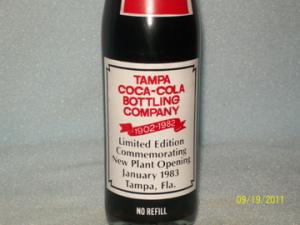 TAMPA
COCA-COLA
BOTTLING
COMPANY
1902-1982
Limited Edition
Commemorating
New Plant Opening
January 1983
Tampa, Fla.
NO REFILL
09/19/2011